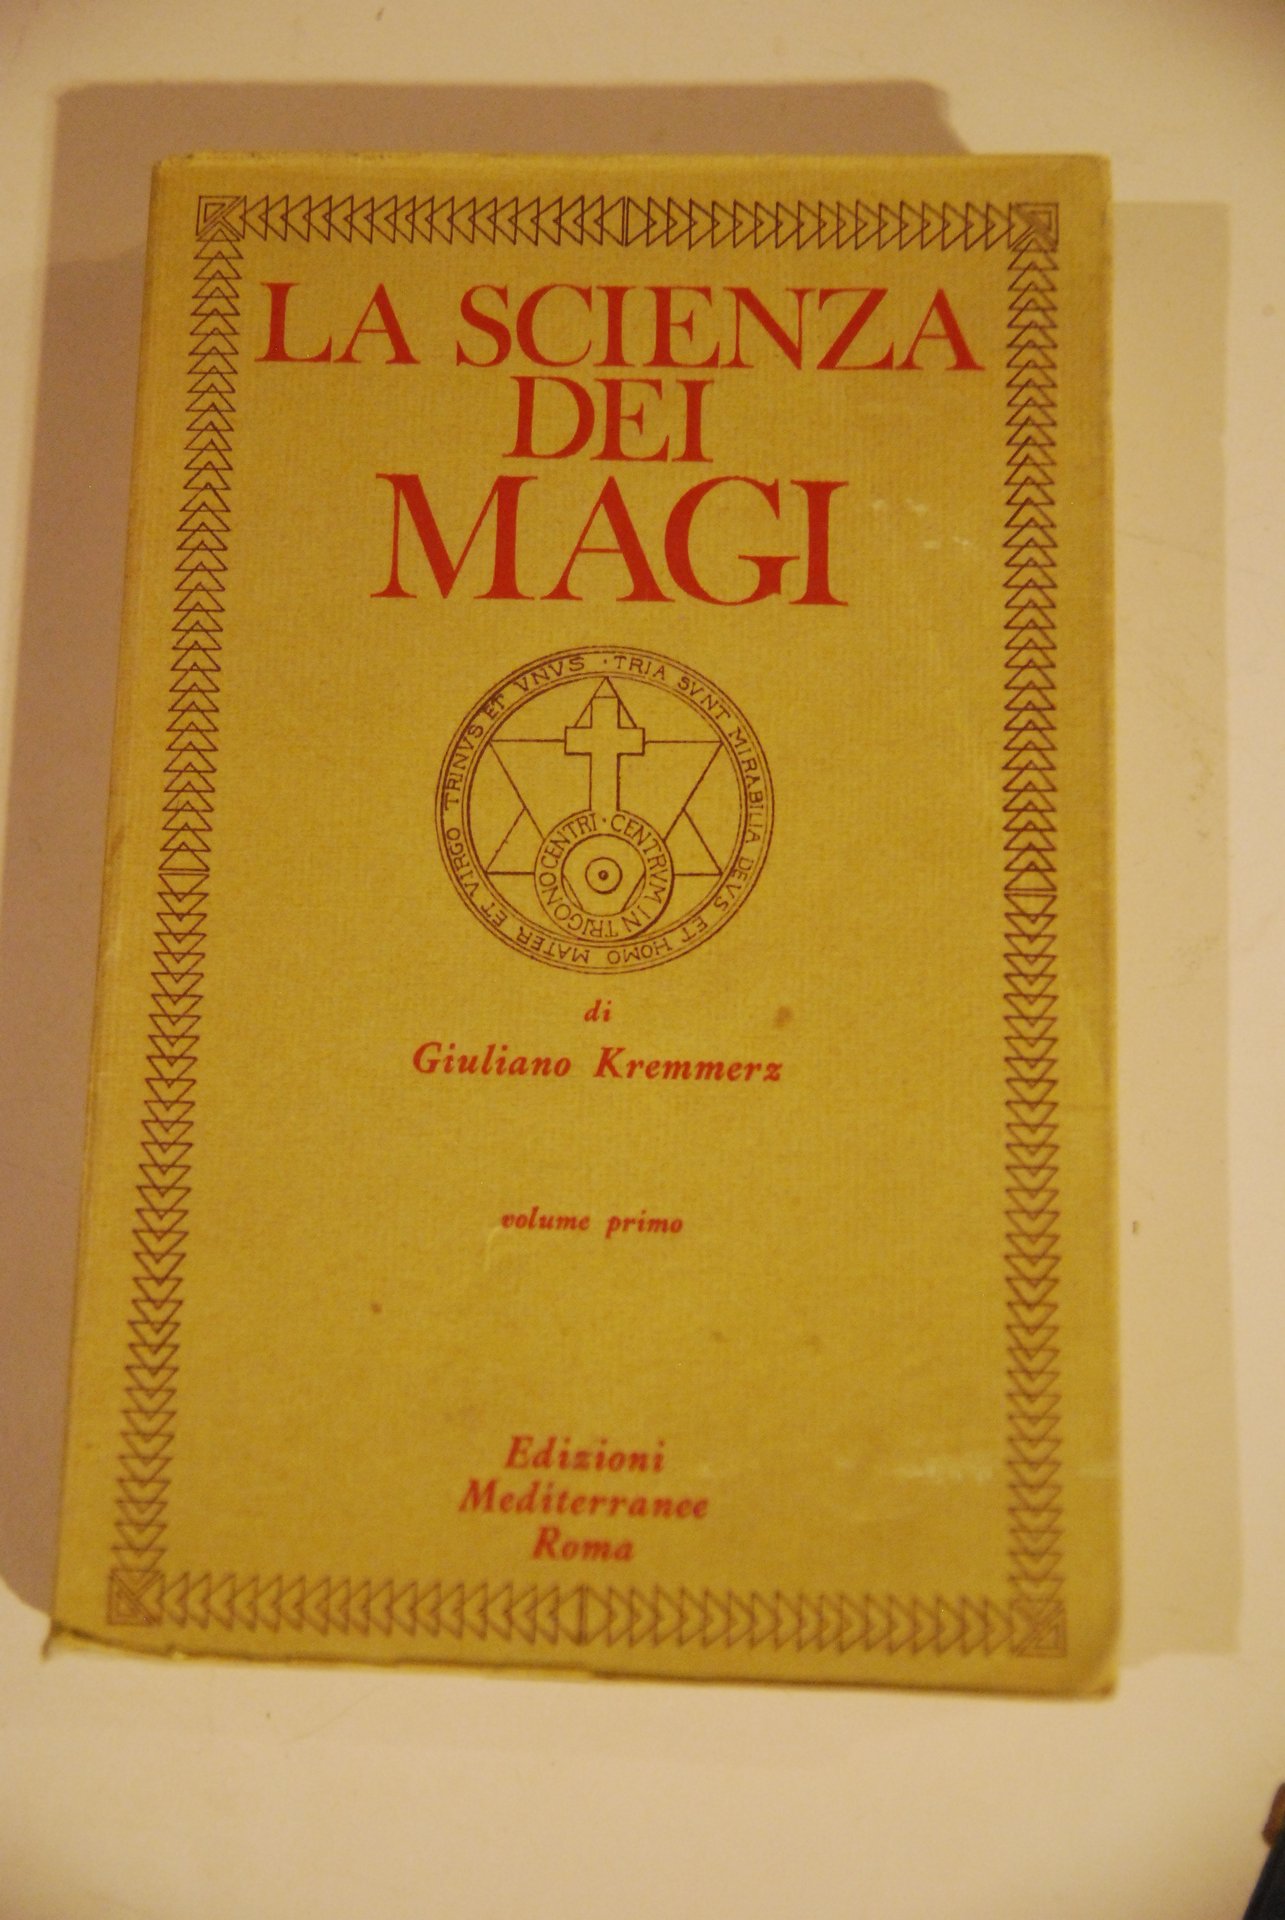 LA SCIENZA
DEI
MAGI
TRIA SVNT MIRABILIA DEVS ET HOMO MATER ET VIRGO TRINVS ET VNVS ·
CENTRI · CENTRVM IN TRIGONO
di
Giuliano Kremmerz
volume primo
Edizioni
Mediterranee
Roma